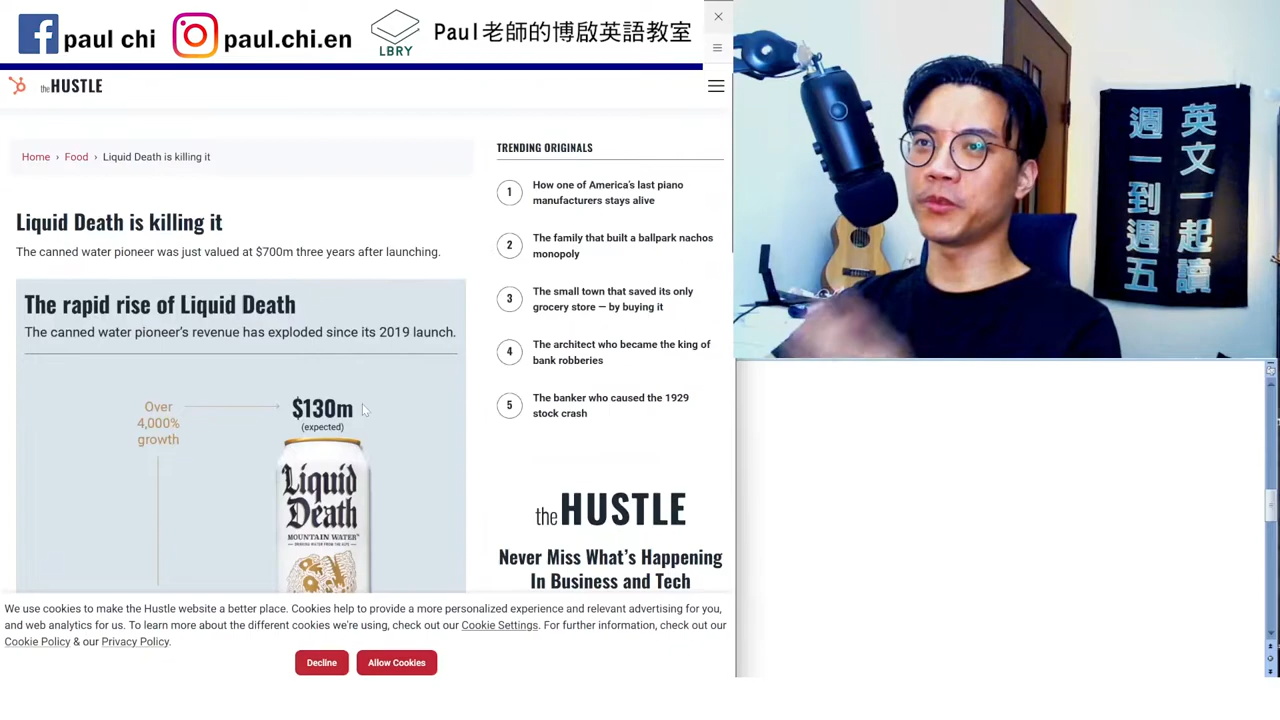 paul chi
paul.chi.en
LBRY
Paul老師的博啟英語教室
theHUSTLE
Home › Food › Liquid Death is killing it
Liquid Death is killing it
The canned water pioneer was just valued at $700m three years after launching.
The rapid rise of Liquid Death
The canned water pioneer's revenue has exploded since its 2019 launch.
Over
4,000%
growth
$130m
(expected)
Liquid
Death
MOUNTAIN WATER
TRENDING ORIGINALS
1
How one of America's last piano
manufacturers stays alive
2
The family that built a ballpark nachos
monopoly
3
The small town that saved its only
grocery store — by buying it
4
The architect who became the king of
bank robberies
5
The banker who caused the 1929
stock crash
theHUSTLE
Never Miss What's Happening
In Business and Tech
We use cookies to make the Hustle website a better place. Cookies help to provide a more personalized experience and relevant advertising for you,
and web analytics for us. To learn more about the different cookies we're using, check out our Cookie Settings. For further information, check out our
Cookie Policy & our Privacy Policy.
Decline
Allow Cookies
英文一起讀
週一到週五